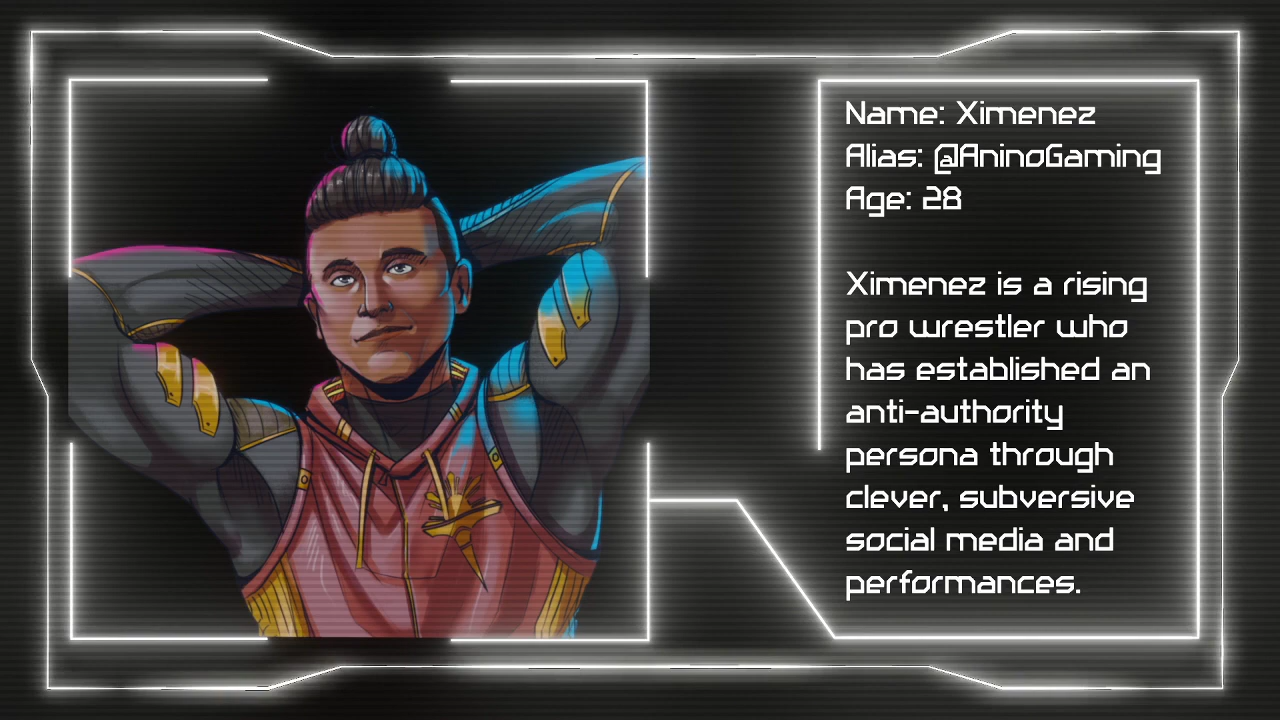 Name: Ximenez
Alias: @AninoGaming
Age: 28
Ximenez is a rising
pro wrestler who
has established an
anti-authority
persona through
clever, subversive
social media and
performances.